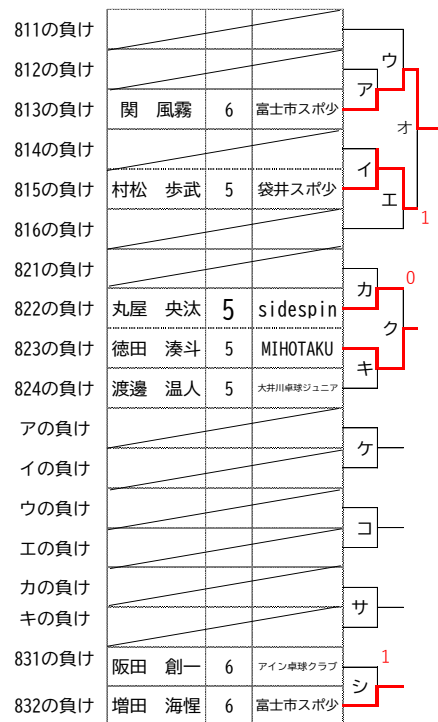 811の負け
ウ
812の負け
ア
813の負け 関 風霧 6 富士市スポ少
オ
814の負け
イ
815の負け 村松 歩武 5 袋井スポ少
エ
1
816の負け
821の負け
0
カ
822の負け 丸屋 央汰 5 sidespin
ク
823の負け 徳田 湊斗 5 MIHOTAKU
キ
824の負け 渡邊 温人 5 大井川卓球ジュニア
アの負け
ケ
イの負け
ウの負け
コ
エの負け
カの負け
サ
キの負け
831の負け 阪田 創一 6 アイン卓球クラブ
1
シ
832の負け 増田 海惺 6 富士市スポ少